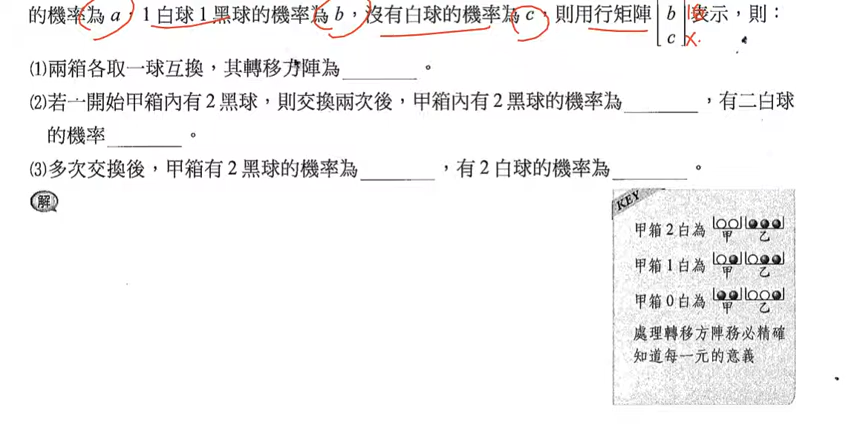 的機率為 a，1 白球 1 黑球的機率為 b，沒有白球的機率為 c，則用行矩陣 [b c] 表示，則：
⑴兩箱各取一球互換，其轉移方陣為________。
⑵若一開始甲箱內有 2 黑球，則交換兩次後，甲箱內有 2 黑球的機率為________，有二白球
的機率________。
⑶多次交換後，甲箱有 2 黑球的機率為________，有 2 白球的機率為________。
解
KEY
甲箱 2 白為
甲 乙
甲箱 1 白為
甲 乙
甲箱 0 白為
甲 乙
處理轉移方陣務必精確
知道每一元的意義